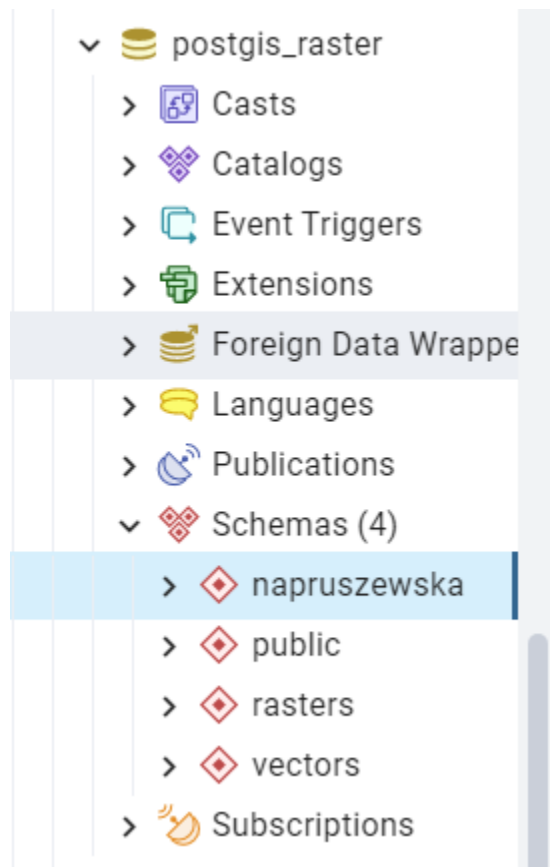 postgis_raster
Casts
Catalogs
Event Triggers
Extensions
Foreign Data Wrappe
Languages
Publications
Schemas (4)
napruszewska
public
rasters
vectors
Subscriptions